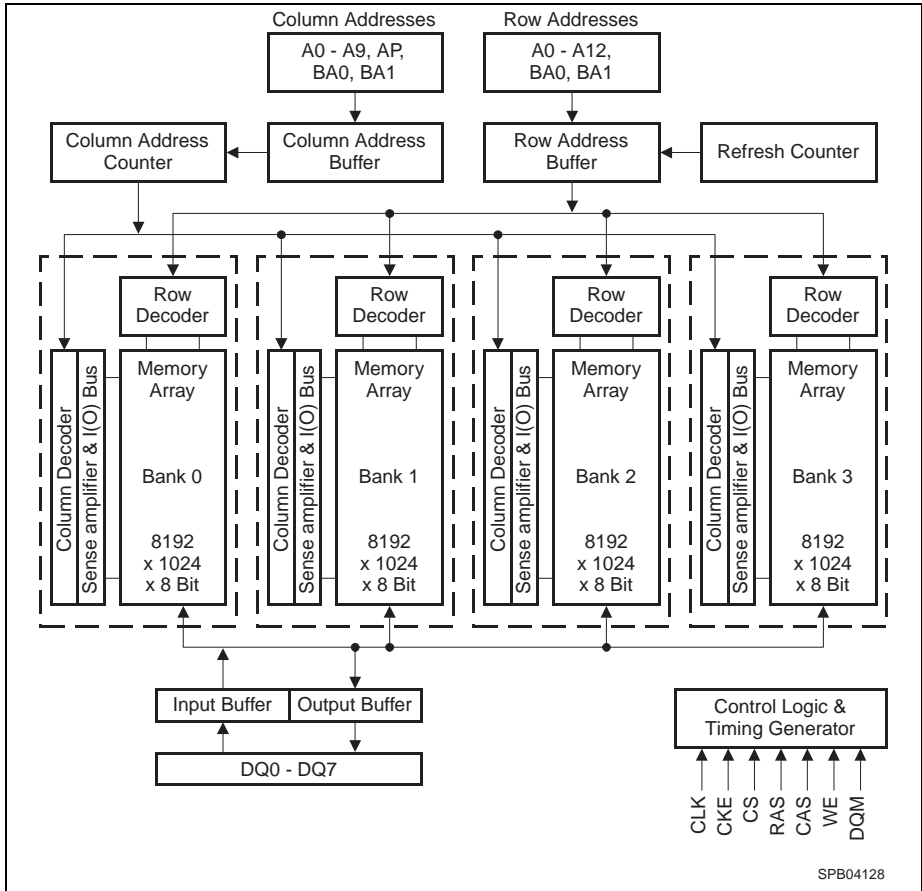 Column Addresses
Row Addresses
A0 - A9, AP,
BA0, BA1
A0 - A12,
BA0, BA1
Column Address
Counter
Column Address
Buffer
Row Address
Buffer
Refresh Counter
Row
Decoder
Row
Decoder
Row
Decoder
Row
Decoder
Column Decoder
Sense amplifier & I(O) Bus
Memory
Array
Bank 0
8192
x 1024
x 8 Bit
Column Decoder
Sense amplifier & I(O) Bus
Memory
Array
Bank 1
8192
x 1024
x 8 Bit
Column Decoder
Sense amplifier & I(O) Bus
Memory
Array
Bank 2
8192
x 1024
x 8 Bit
Column Decoder
Sense amplifier & I(O) Bus
Memory
Array
Bank 3
8192
x 1024
x 8 Bit
Input Buffer
Output Buffer
DQ0 - DQ7
Control Logic &
Timing Generator
CLK
CKE
CS
RAS
CAS
WE
DQM
SPB04128